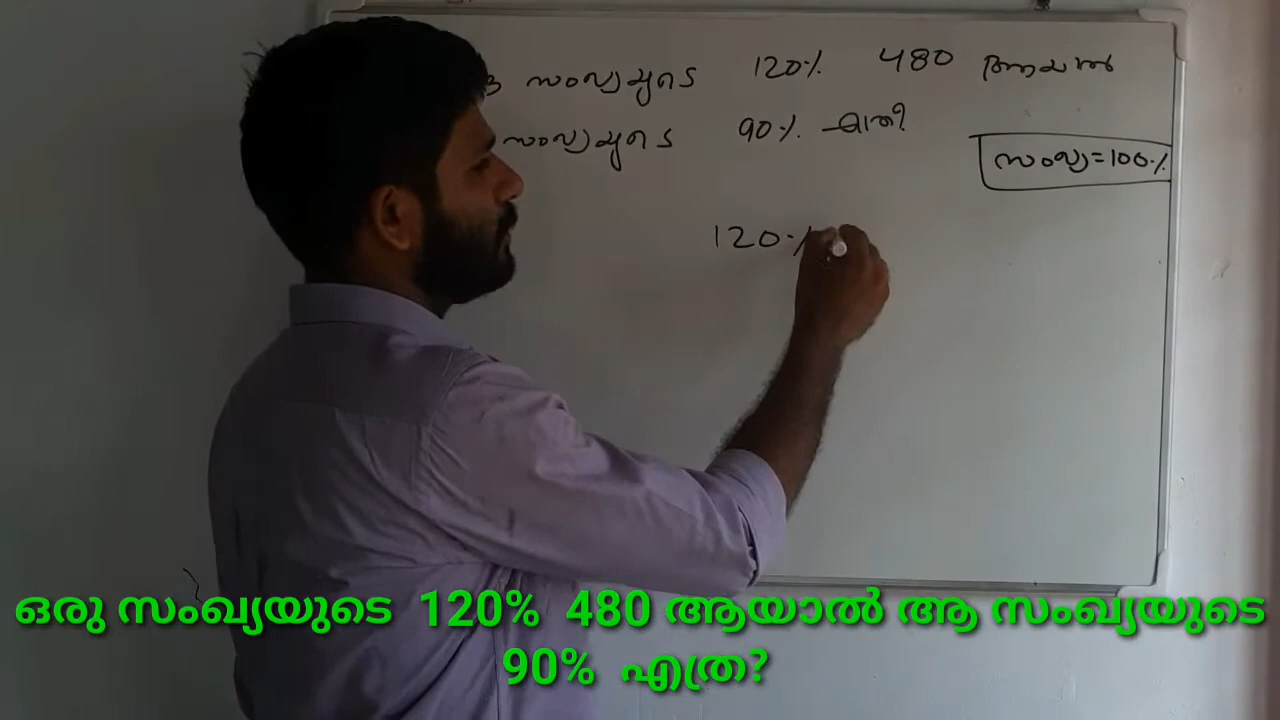 സംഖ്യയുടെ 120% 480 ആയാൽ
സംഖ്യയുടെ 90% എത്ര?
സംഖ്യ=100%
120%
ഒരു സംഖ്യയുടെ 120% 480 ആയാൽ ആ സംഖ്യയുടെ
90% എത്ര?